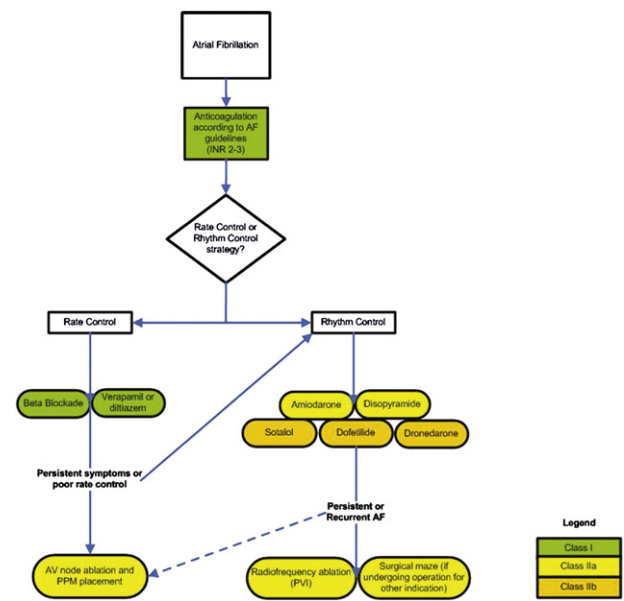 Atrial Fibrillation
Anticoagulation
according to AF
guidelines
(INR 2-3)
Rate Control or
Rhythm Control
strategy?
Rate Control
Rhythm Control
Beta Blockade
Verapamil or
diltiazem
Amiodarone
Disopyramide
Sotalol
Dofetilide
Dronedarone
Persistent symptoms or
poor rate control
Persistent or
Recurrent AF
AV node ablation and
PPM placement
Radiofrequency ablation
(PVI)
Surgical maze (if
undergoing operation for
other indication)
Legend
Class I
Class IIa
Class IIb